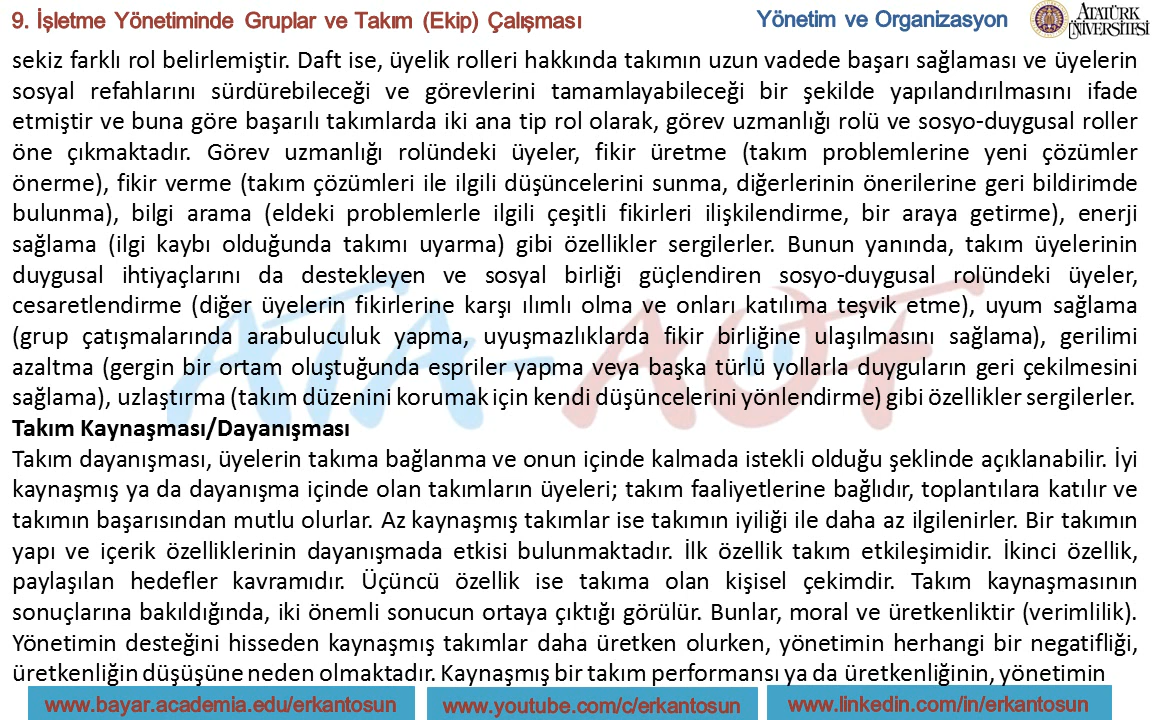 9. İşletme Yönetiminde Gruplar ve Takım (Ekip) Çalışması
Yönetim ve Organizasyon
ATATÜRK
ÜNİVERSİTESİ
sekiz farklı rol belirlemiştir. Daft ise, üyelik rolleri hakkında takımın uzun vadede başarı sağlaması ve üyelerin
sosyal refahlarını sürdürebileceği ve görevlerini tamamlayabileceği bir şekilde yapılandırılmasını ifade
etmiştir ve buna göre başarılı takımlarda iki ana tip rol olarak, görev uzmanlığı rolü ve sosyo-duygusal roller
öne çıkmaktadır. Görev uzmanlığı rolündeki üyeler, fikir üretme (takım problemlerine yeni çözümler
önerme), fikir verme (takım çözümleri ile ilgili düşüncelerini sunma, diğerlerinin önerilerine geri bildirimde
bulunma), bilgi arama (eldeki problemlerle ilgili çeşitli fikirleri ilişkilendirme, bir araya getirme), enerji
sağlama (ilgi kaybı olduğunda takımı uyarma) gibi özellikler sergilerler. Bunun yanında, takım üyelerinin
duygusal ihtiyaçlarını da destekleyen ve sosyal birliği güçlendiren sosyo-duygusal rolündeki üyeler,
cesaretlendirme (diğer üyelerin fikirlerine karşı ılımlı olma ve onları katılıma teşvik etme), uyum sağlama
(grup çatışmalarında arabuluculuk yapma, uyuşmazlıklarda fikir birliğine ulaşılmasını sağlama), gerilimi
azaltma (gergin bir ortam oluştuğunda espriler yapma veya başka türlü yollarla duyguların geri çekilmesini
sağlama), uzlaştırma (takım düzenini korumak için kendi düşüncelerini yönlendirme) gibi özellikler sergilerler.
Takım Kaynaşması/Dayanışması
Takım dayanışması, üyelerin takıma bağlanma ve onun içinde kalmada istekli olduğu şeklinde açıklanabilir. İyi
kaynaşmış ya da dayanışma içinde olan takımların üyeleri; takım faaliyetlerine bağlıdır, toplantılara katılır ve
takımın başarısından mutlu olurlar. Az kaynaşmış takımlar ise takımın iyiliği ile daha az ilgilenirler. Bir takımın
yapı ve içerik özelliklerinin dayanışmada etkisi bulunmaktadır. İlk özellik takım etkileşimidir. İkinci özellik,
paylaşılan hedefler kavramıdır. Üçüncü özellik ise takıma olan kişisel çekimdir. Takım kaynaşmasının
sonuçlarına bakıldığında, iki önemli sonucun ortaya çıktığı görülür. Bunlar, moral ve üretkenliktir (verimlilik).
Yönetimin desteğini hisseden kaynaşmış takımlar daha üretken olurken, yönetimin herhangi bir negatifliği,
üretkenliğin düşüşüne neden olmaktadır. Kaynaşmış bir takım performansı ya da üretkenliğinin, yönetimin
ATA-AÖF
www.bayar.academia.edu/erkantosun
www.youtube.com/c/erkantosun
www.linkedin.com/in/erkantosun